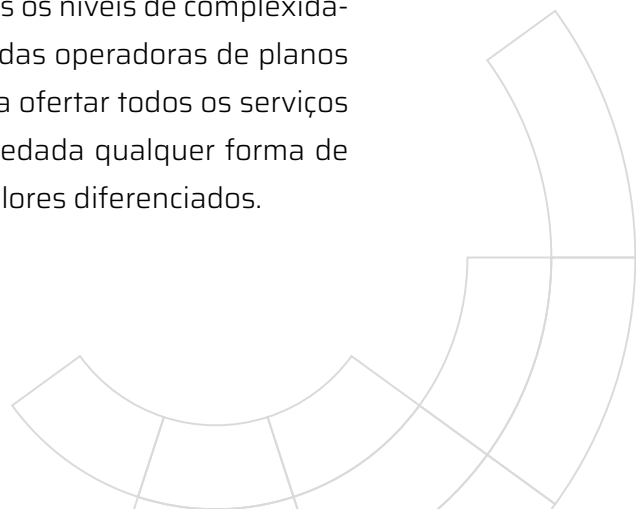 s os níveis de complexida-
das operadoras de planos
a ofertar todos os serviços
edada qualquer forma de
lores diferenciados.